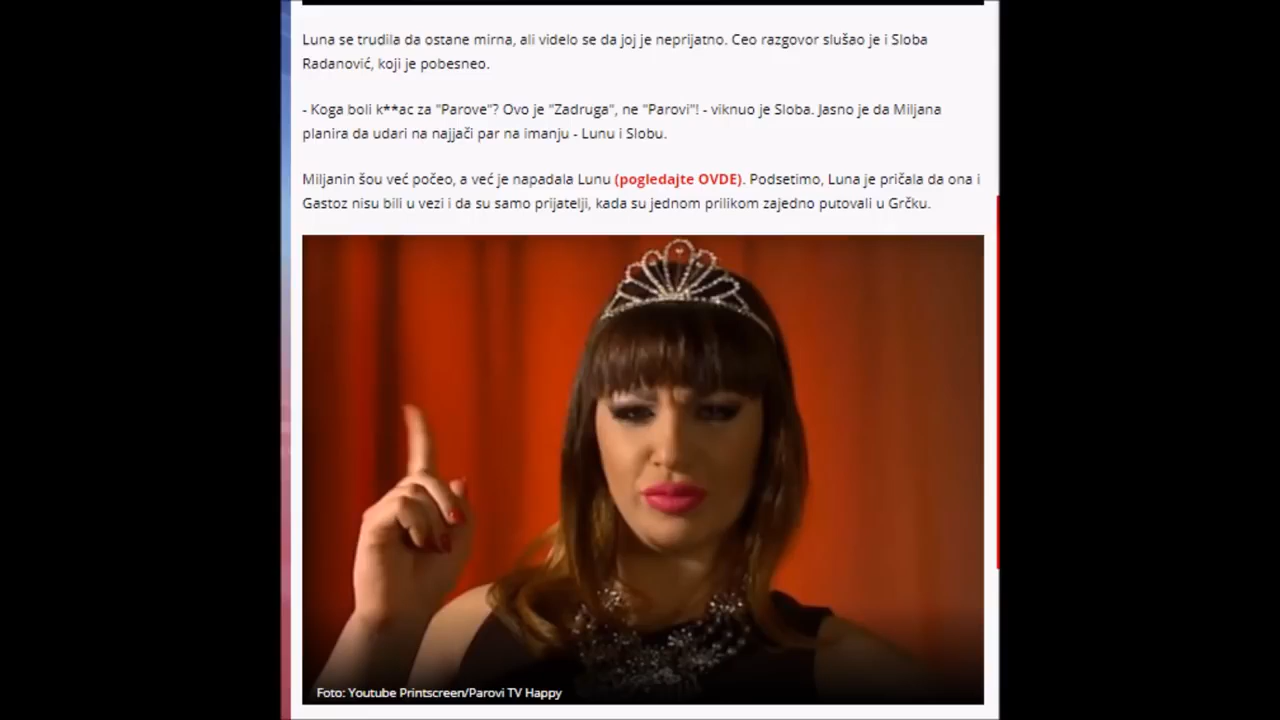 Luna se trudila da ostane mirna, ali videlo se da joj je neprijatno. Ceo razgovor slušao je i Sloba
Radanović, koji je pobesneo.
- Koga boli k**ac za "Parove"? Ovo je "Zadruga", ne "Parovi"! - viknuo je Sloba. Jasno je da Miljana
planira da udari na najjači par na imanju - Lunu i Slobu.
Miljanin šou već počeo, a već je napadala Lunu (pogledajte OVDE). Podsetimo, Luna je pričala da ona i
Gastoz nisu bili u vezi i da su samo prijatelji, kada su jednom prilikom zajedno putovali u Grčku.
Foto: Youtube Printscreen/Parovi TV Happy